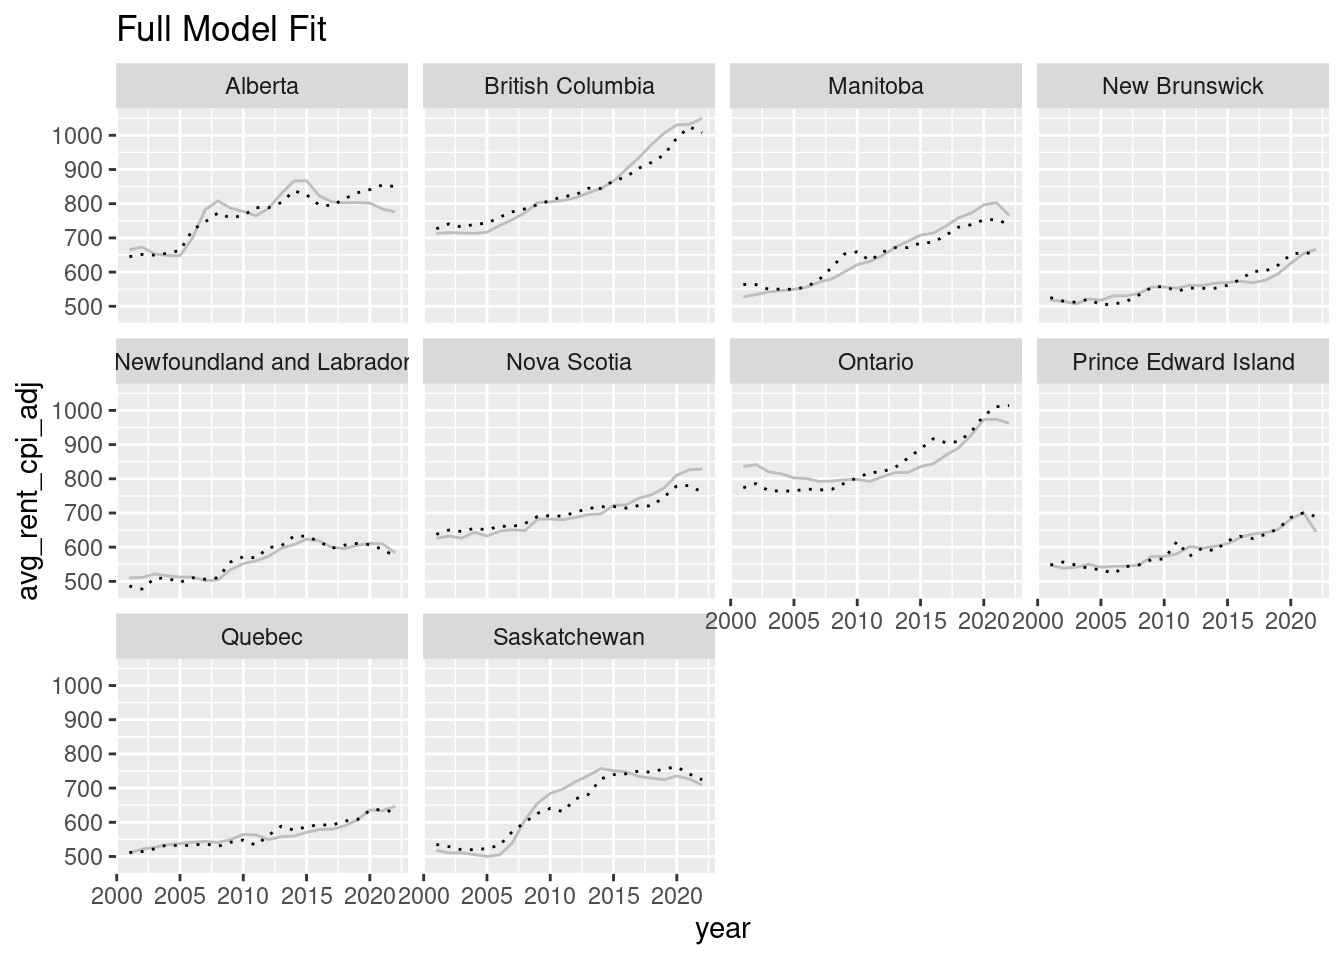 Full Model Fit
Alberta British Columbia Manitoba New Brunswick
1000
900
800
700
600
500
Newfoundland and Labrador Nova Scotia Ontario Prince Edward Island
1000
900
800
700
600
500
avg_rent_cpi_adj
2000 2005 2010 2015 2020 2000 2005 2010 2015 2020
Quebec Saskatchewan
1000
900
800
700
600
500
2000 2005 2010 2015 2020 2000 2005 2010 2015 2020
year